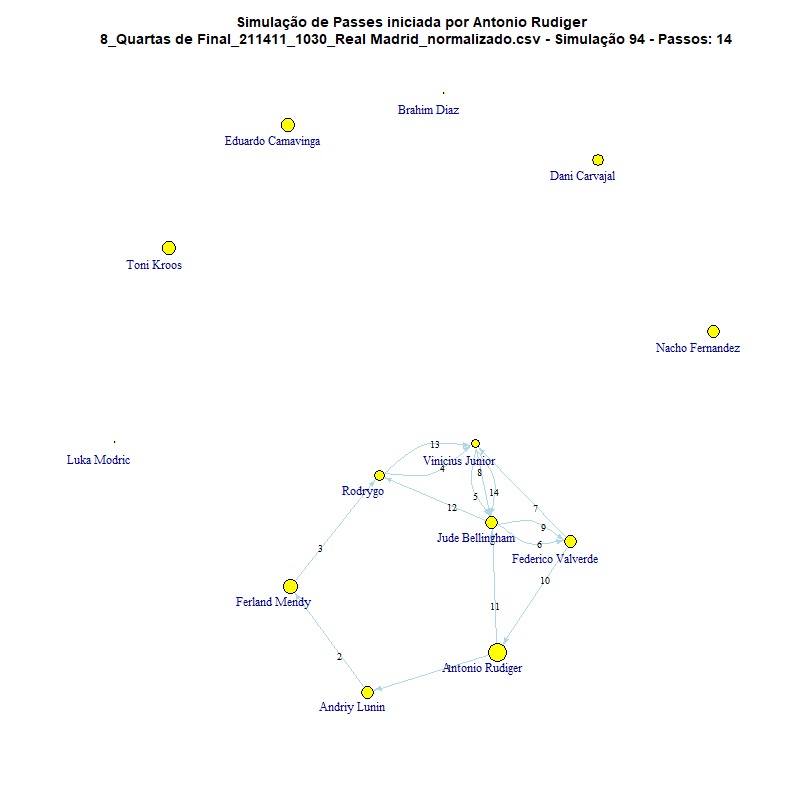 Simulação de Passes iniciada por Antonio Rudiger
8_Quartas de Final_211411_1030_Real Madrid_normalizado.csv - Simulação 94 - Passos: 14
Brahim Diaz
Eduardo Camavinga
Dani Carvajal
Toni Kroos
Nacho Fernandez
Luka Modric
13
Vinicius Junior
4
8
Rodrygo
14
5
12
7
9
Jude Bellingham
6
Federico Valverde
3
10
Ferland Mendy
11
2
Antonio Rudiger
Andriy Lunin